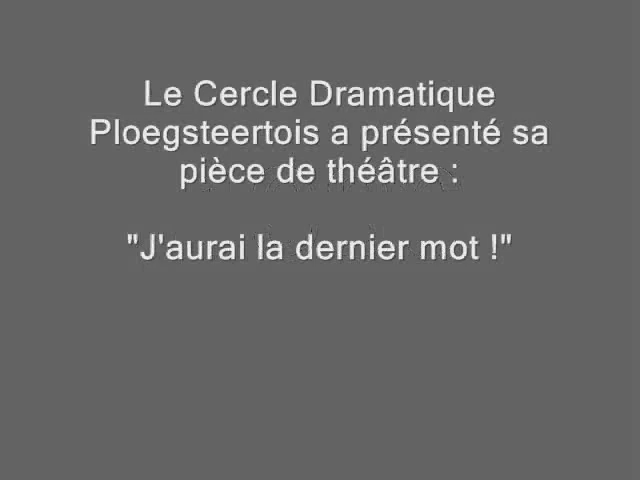 Le Cercle Dramatique
Ploegsteertois a présenté sa
pièce de théâtre :
"J'aurai la dernier mot !"